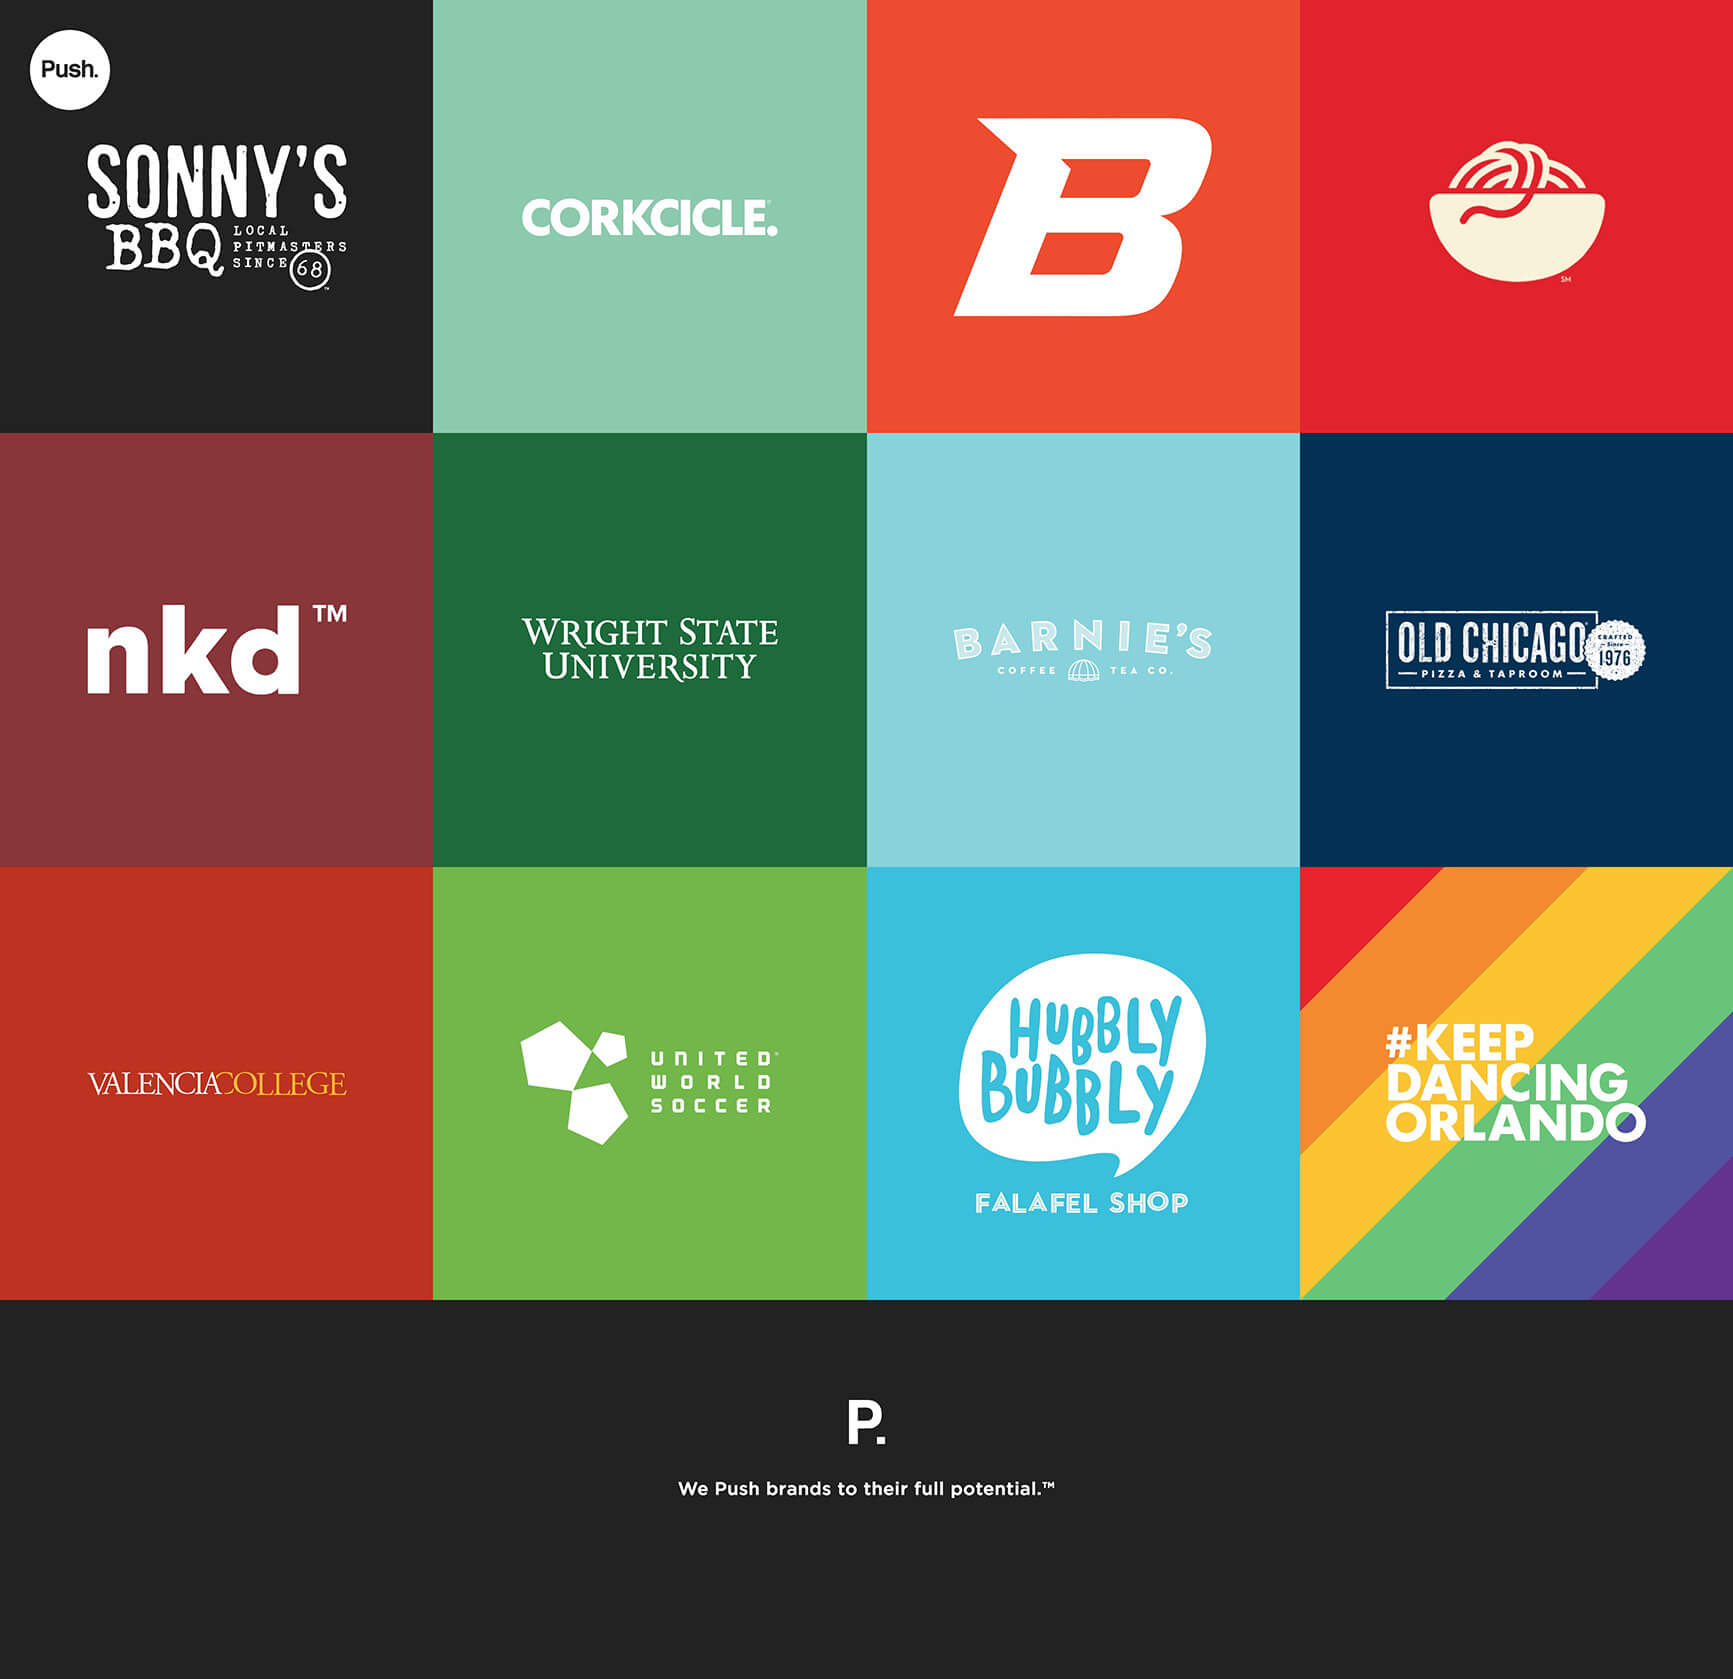 Push.
SONNY'S
BBQ
LOCAL
PITMASTERS
SINCE 68
™
CORKCICLE.
B
SM
nkd™
WRIGHT STATE
UNIVERSITY
BARNIE'S
COFFEE TEA CO.
OLD CHICAGO
PIZZA & TAPROOM
CRAFTED
Since
1976
VALENCIACOLLEGE
UNITED®
WORLD
SOCCER
HUBBLY
BUBBLY
FALAFEL SHOP
#KEEP
DANCING
ORLANDO
P.
We Push brands to their full potential.™